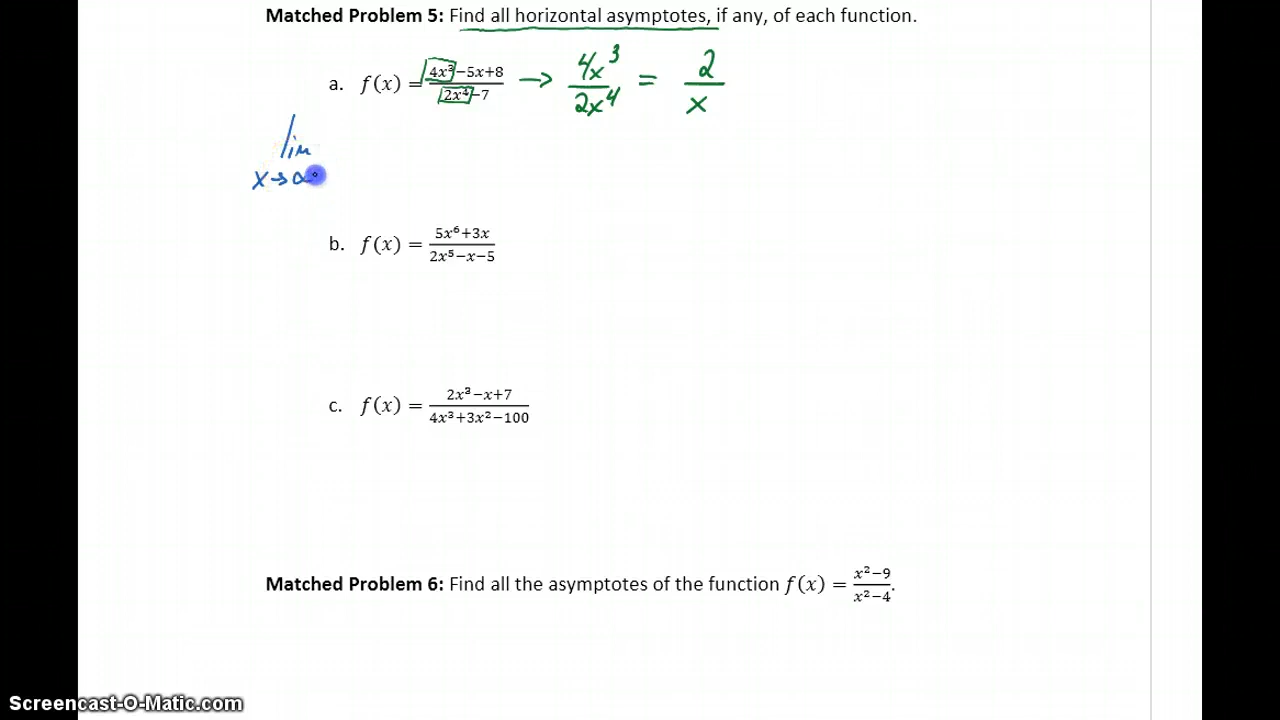 Matched Problem 5: Find all horizontal asymptotes, if any, of each function.
a. f(x) = (4x³−5x+8)/(2x⁴−7) → 4x³/2x⁴ = 2/x
lim
x→∞
b. f(x) = (5x⁶+3x)/(2x⁵−x−5)
c. f(x) = (2x³−x+7)/(4x³+3x²−100)
Matched Problem 6: Find all the asymptotes of the function f(x) = (x²−9)/(x²−4).
Screencast-O-Matic.com